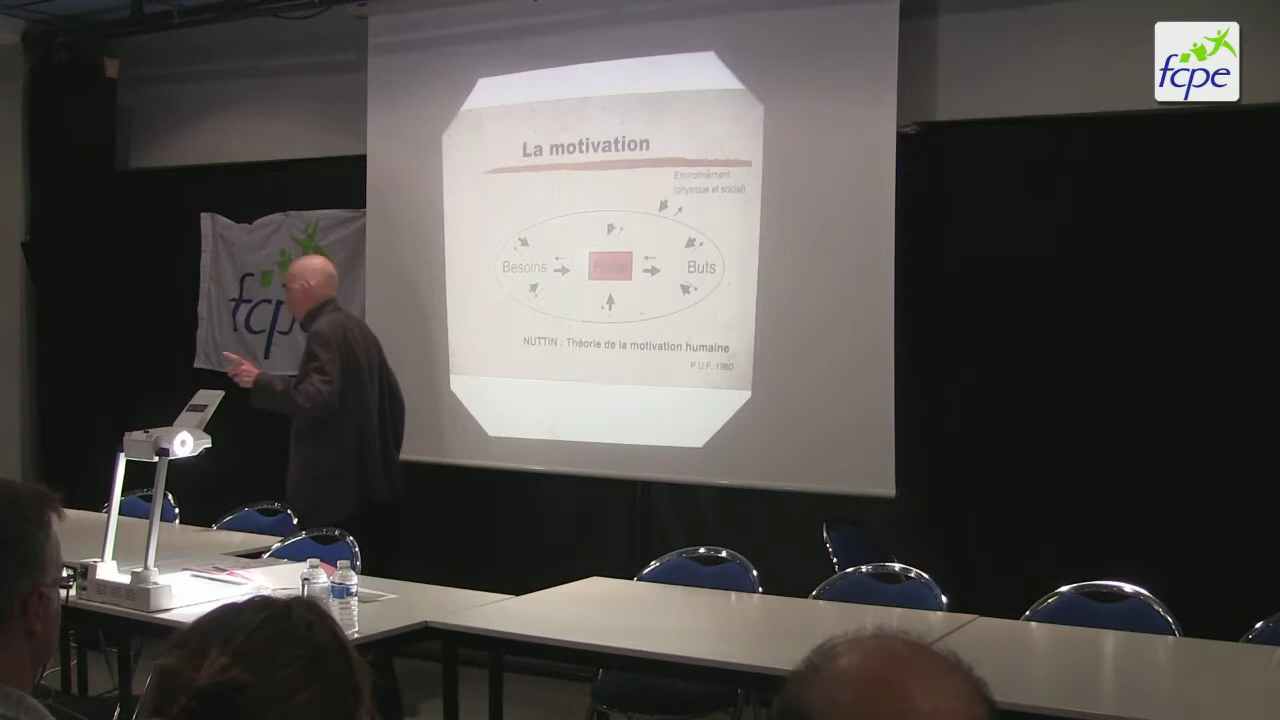 fcpe
La motivation
Environnement
(physique et social)
Besoins
Buts
NUTTIN : Théorie de la motivation humaine
P.U.F. 1980
fcpe